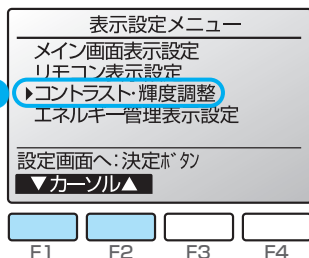 表示設定メニュー
メイン画面表示設定
リモコン表示設定
▶コントラスト・輝度調整
エネルギー管理表示設定
設定画面へ:決定ボタン
▼カーソル▲
F1 F2 F3 F4